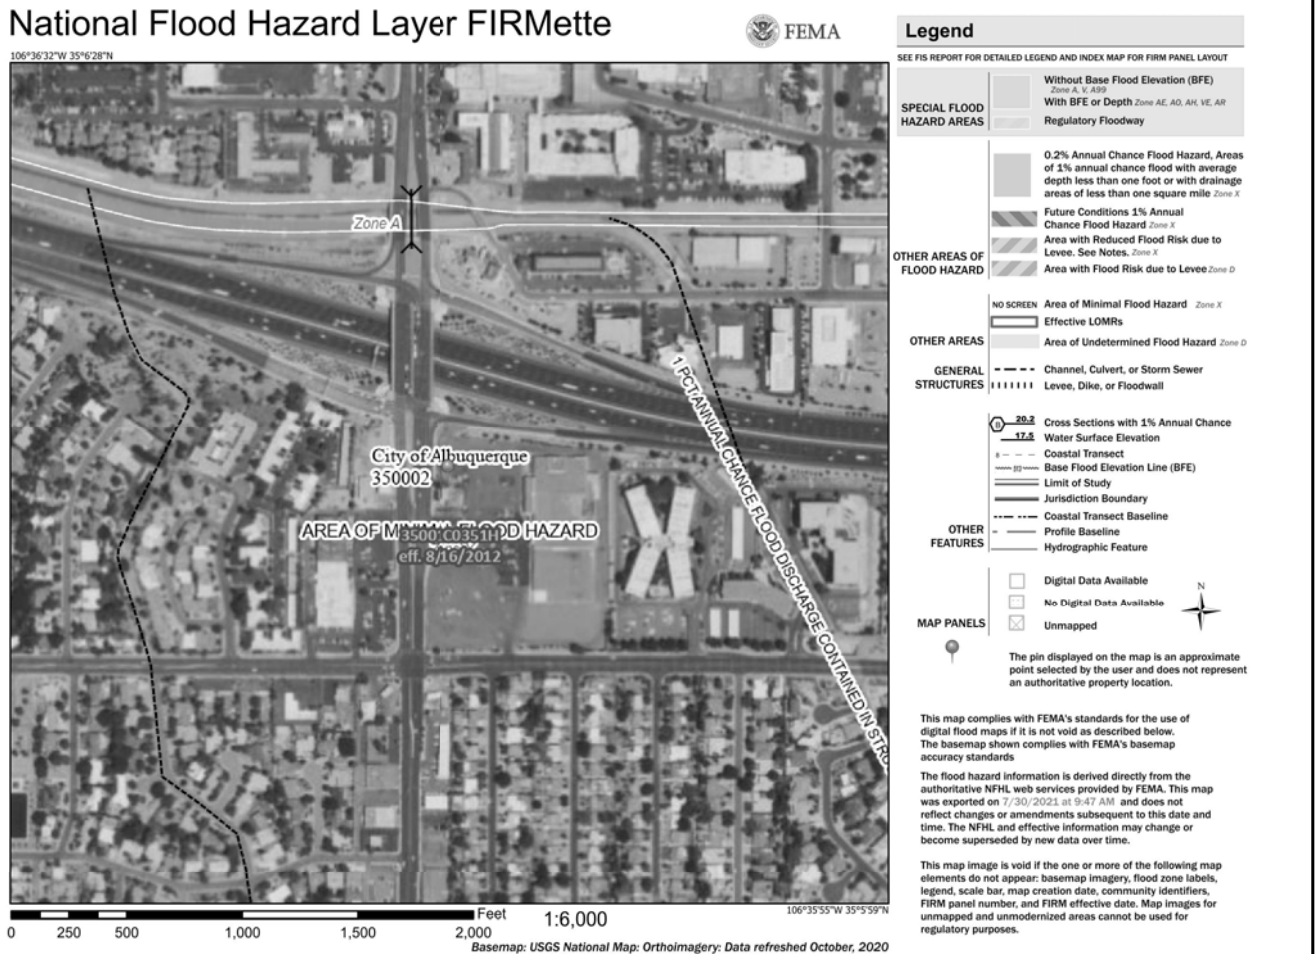 National Flood Hazard Layer FIRMette
FEMA
106°36'32"W 35°6'28"N
Zone A
1 PCT ANNUAL CHANCE FLOOD DISCHARGE CONTAINED IN STRU
City of Albuquerque
350002
AREA OF MINIMAL FLOOD HAZARD
eff. 8/16/2012
106°35'55"W 35°5'59"N
Feet
1:6,000
0 250 500 1,000 1,500 2,000
Basemap: USGS National Map: Orthoimagery: Data refreshed October, 2020
Legend
SEE FIS REPORT FOR DETAILED LEGEND AND INDEX MAP FOR FIRM PANEL LAYOUT
SPECIAL FLOOD
HAZARD AREAS
Without Base Flood Elevation (BFE)
Zone A, V, A99
With BFE or Depth Zone AE, AO, AH, VE, AR
Regulatory Floodway
0.2% Annual Chance Flood Hazard, Areas
of 1% annual chance flood with average
depth less than one foot or with drainage
areas of less than one square mile Zone X
Future Conditions 1% Annual
Chance Flood Hazard Zone X
Area with Reduced Flood Risk due to
Levee. See Notes. Zone X
Area with Flood Risk due to Levee Zone D
OTHER AREAS OF
FLOOD HAZARD
NO SCREEN Area of Minimal Flood Hazard Zone X
Effective LOMRs
Area of Undetermined Flood Hazard Zone D
OTHER AREAS
GENERAL
STRUCTURES
Channel, Culvert, or Storm Sewer
Levee, Dike, or Floodwall
B 20.2 Cross Sections with 1% Annual Chance
17.5 Water Surface Elevation
8 Coastal Transect
513 Base Flood Elevation Line (BFE)
Limit of Study
Jurisdiction Boundary
Coastal Transect Baseline
Profile Baseline
Hydrographic Feature
OTHER
FEATURES
Digital Data Available
No Digital Data Available
Unmapped
MAP PANELS
N
The pin displayed on the map is an approximate
point selected by the user and does not represent
an authoritative property location.
This map complies with FEMA's standards for the use of
digital flood maps if it is not void as described below.
The basemap shown complies with FEMA's basemap
accuracy standards
The flood hazard information is derived directly from the
authoritative NFHL web services provided by FEMA. This map
was exported on 7/30/2021 at 9:47 AM and does not
reflect changes or amendments subsequent to this date and
time. The NFHL and effective information may change or
become superseded by new data over time.
This map image is void if the one or more of the following map
elements do not appear: basemap imagery, flood zone labels,
legend, scale bar, map creation date, community identifiers,
FIRM panel number, and FIRM effective date. Map images for
unmapped and unmodernized areas cannot be used for
regulatory purposes.